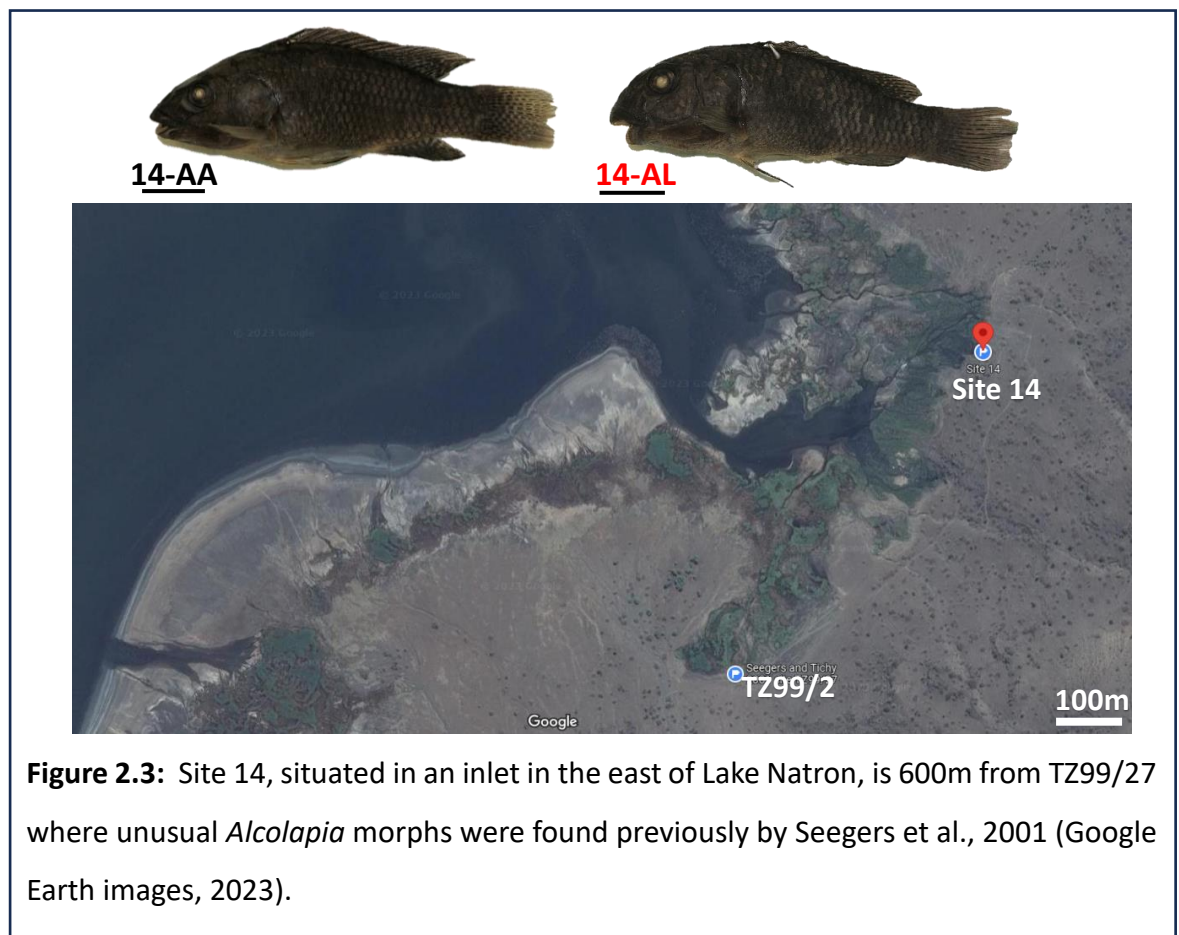 14-AA
14-AL
© 2023 Google
© 2023 Google
2023 G
Site 14
Site 14
Seegers and Tichy
TZ99/2
7
Google
100m
Figure 2.3: Site 14, situated in an inlet in the east of Lake Natron, is 600m from TZ99/27
where unusual Alcolapia morphs were found previously by Seegers et al., 2001 (Google
Earth images, 2023).